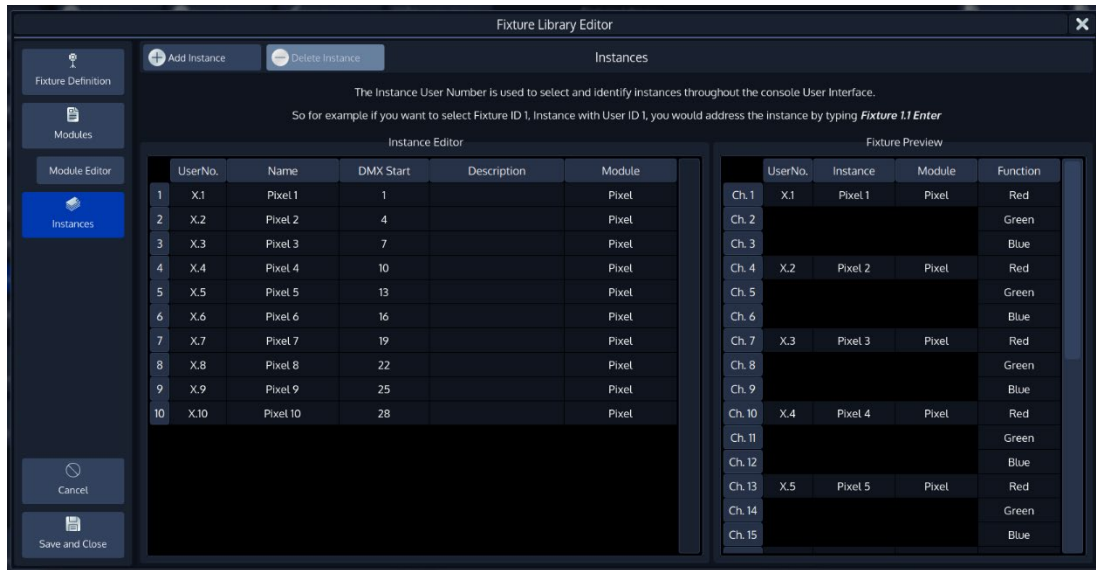 Fixture Library Editor
Fixture Definition
Modules
Module Editor
Instances
Cancel
Save and Close
Add Instance Delete Instance Instances
The Instance User Number is used to select and identify instances throughout the console User Interface.
So for example if you want to select Fixture ID 1, Instance with User ID 1, you would address the instance by typing Fixture 1.1 Enter
Instance Editor
UserNo. Name DMX Start Description Module
1 X.1 Pixel 1 1 Pixel
2 X.2 Pixel 2 4 Pixel
3 X.3 Pixel 3 7 Pixel
4 X.4 Pixel 4 10 Pixel
5 X.5 Pixel 5 13 Pixel
6 X.6 Pixel 6 16 Pixel
7 X.7 Pixel 7 19 Pixel
8 X.8 Pixel 8 22 Pixel
9 X.9 Pixel 9 25 Pixel
10 X.10 Pixel 10 28 Pixel
Fixture Preview
UserNo. Instance Module Function
Ch. 1 X.1 Pixel 1 Pixel Red
Ch. 2 Green
Ch. 3 Blue
Ch. 4 X.2 Pixel 2 Pixel Red
Ch. 5 Green
Ch. 6 Blue
Ch. 7 X.3 Pixel 3 Pixel Red
Ch. 8 Green
Ch. 9 Blue
Ch. 10 X.4 Pixel 4 Pixel Red
Ch. 11 Green
Ch. 12 Blue
Ch. 13 X.5 Pixel 5 Pixel Red
Ch. 14 Green
Ch. 15 Blue